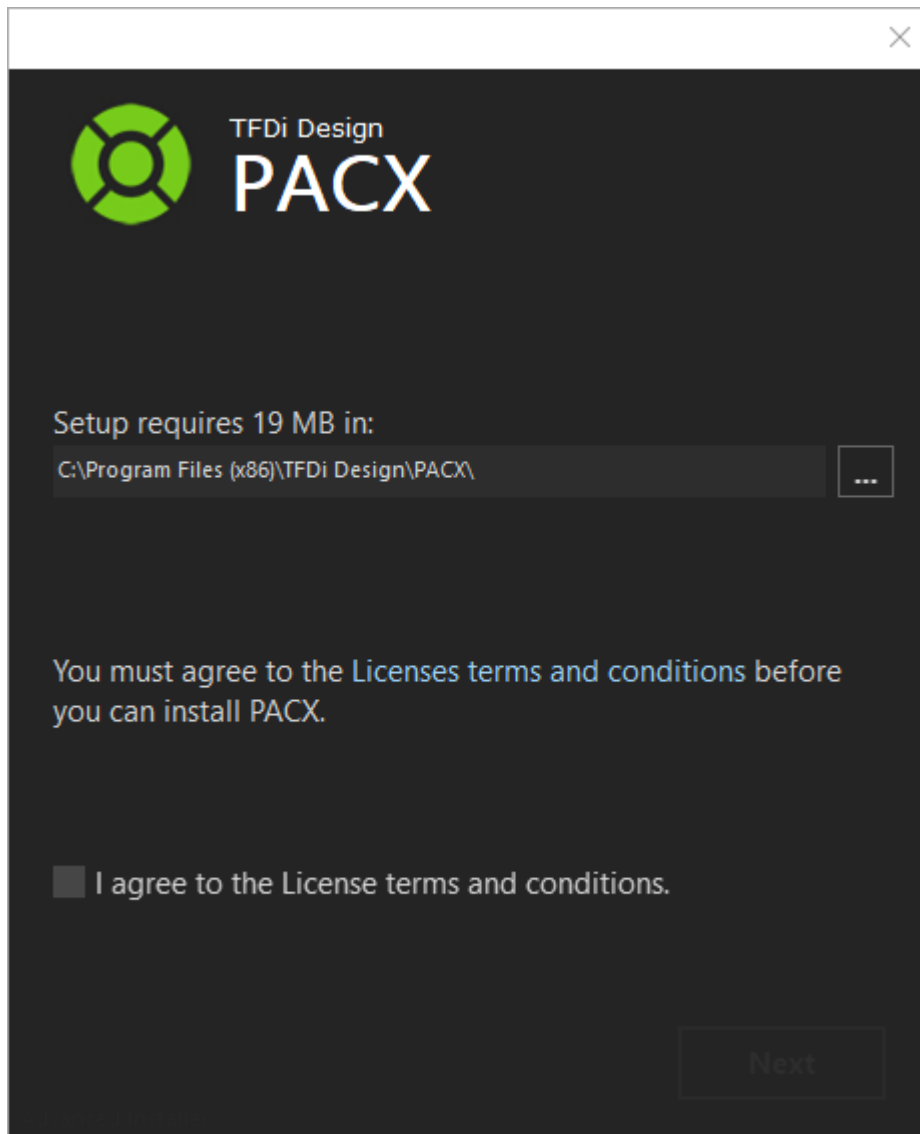 TFDi Design
PACX
Setup requires 19 MB in:
C:\Program Files (x86)\TFDi Design\PACX\
...
You must agree to the Licenses terms and conditions before
you can install PACX.
I agree to the License terms and conditions.
Next